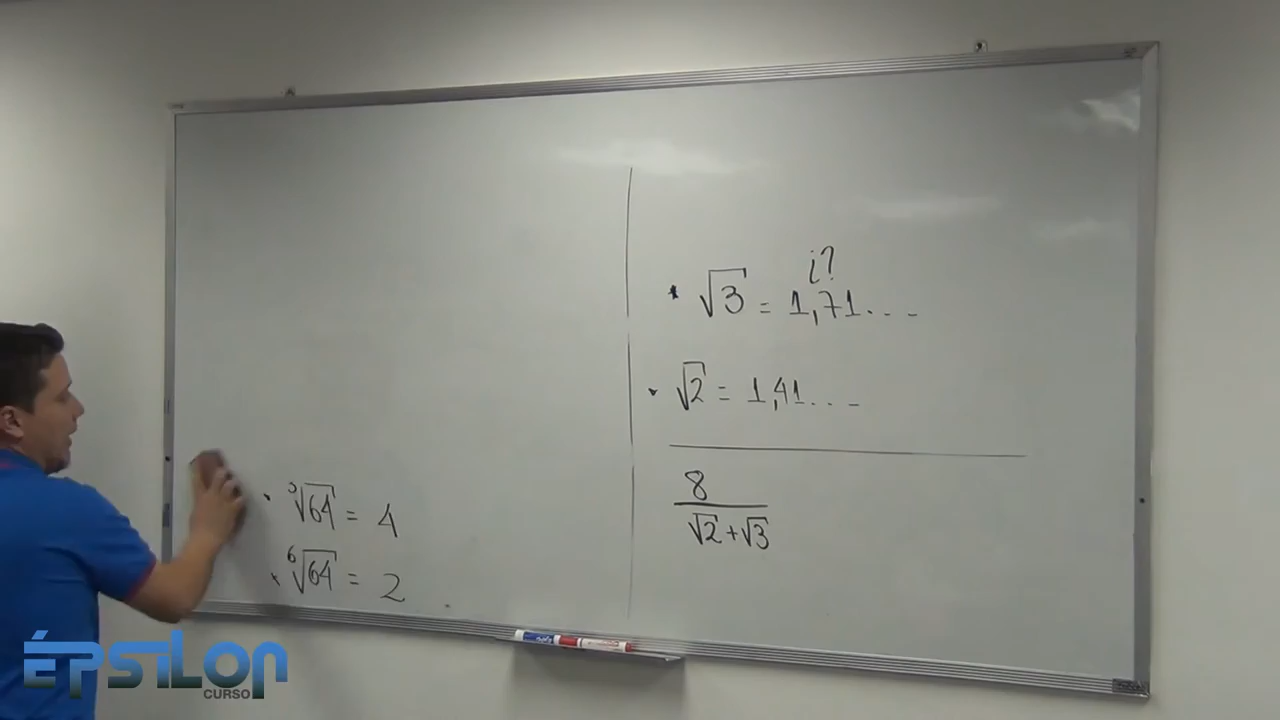 ³√64 = 4
⁶√64 = 2
¿?
√3 = 1,71...
√2 = 1,41...
8
√2+√3
ÉPSILON
CURSO